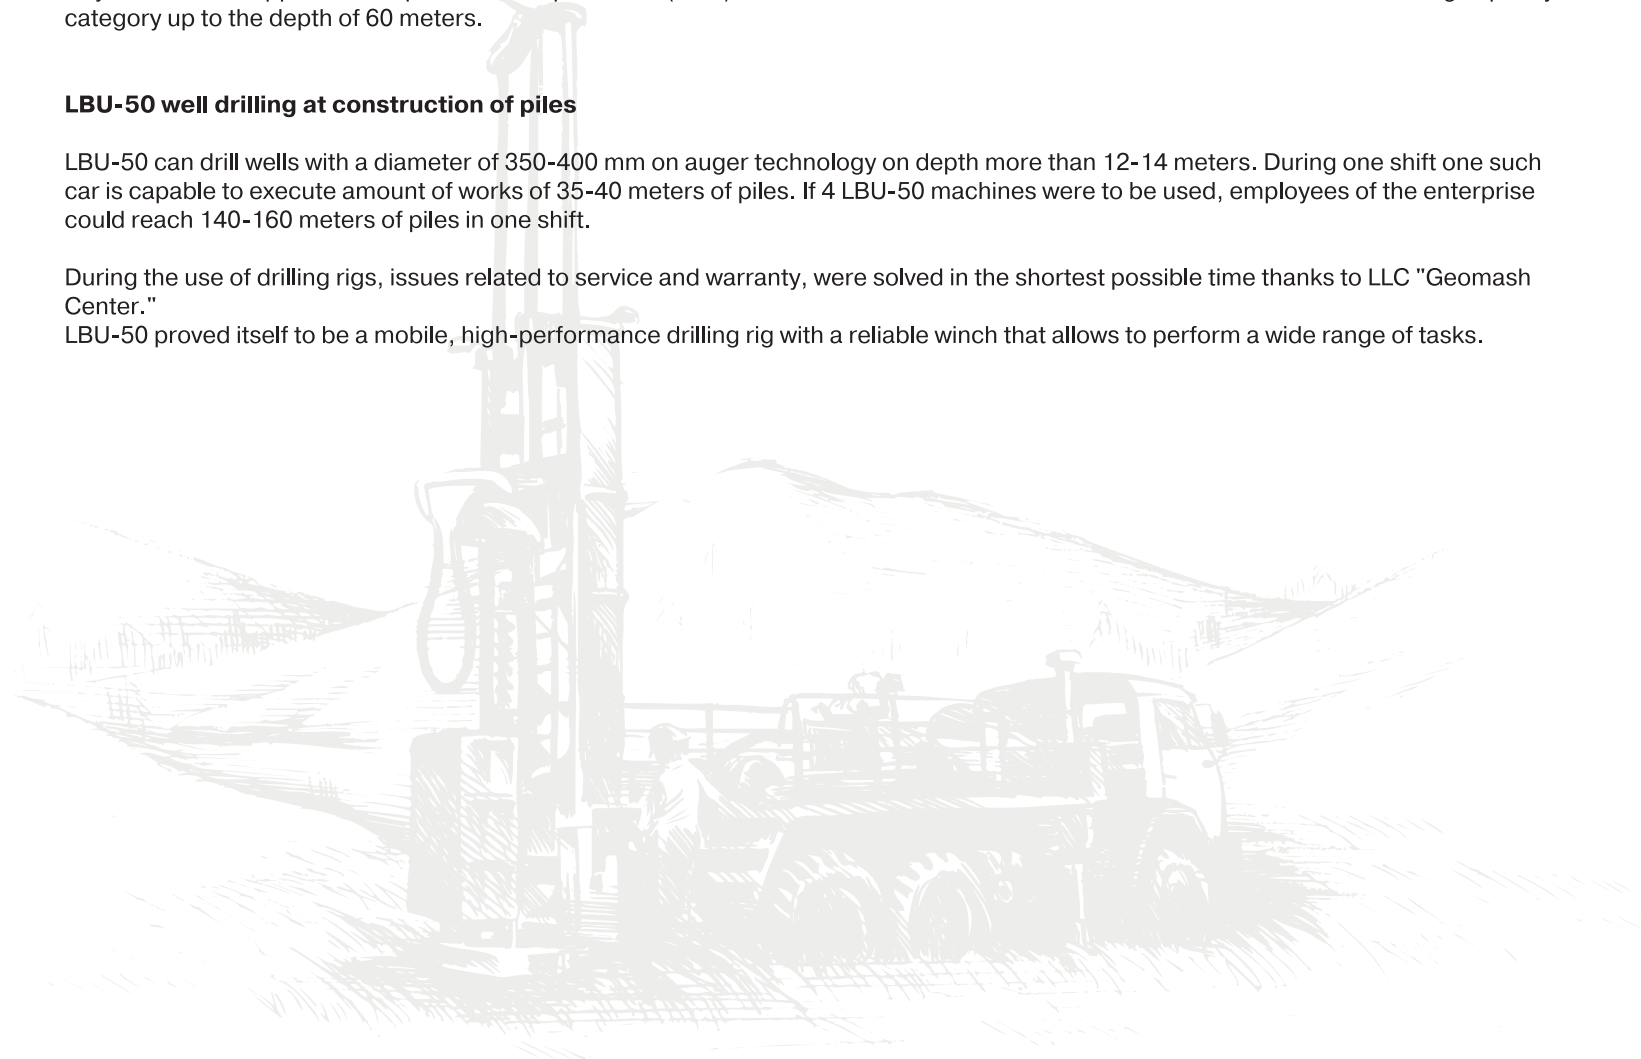 category up to the depth of 60 meters.
LBU-50 well drilling at construction of piles
LBU-50 can drill wells with a diameter of 350-400 mm on auger technology on depth more than 12-14 meters. During one shift one such
car is capable to execute amount of works of 35-40 meters of piles. If 4 LBU-50 machines were to be used, employees of the enterprise
could reach 140-160 meters of piles in one shift.
During the use of drilling rigs, issues related to service and warranty, were solved in the shortest possible time thanks to LLC "Geomash
Center."
LBU-50 proved itself to be a mobile, high-performance drilling rig with a reliable winch that allows to perform a wide range of tasks.